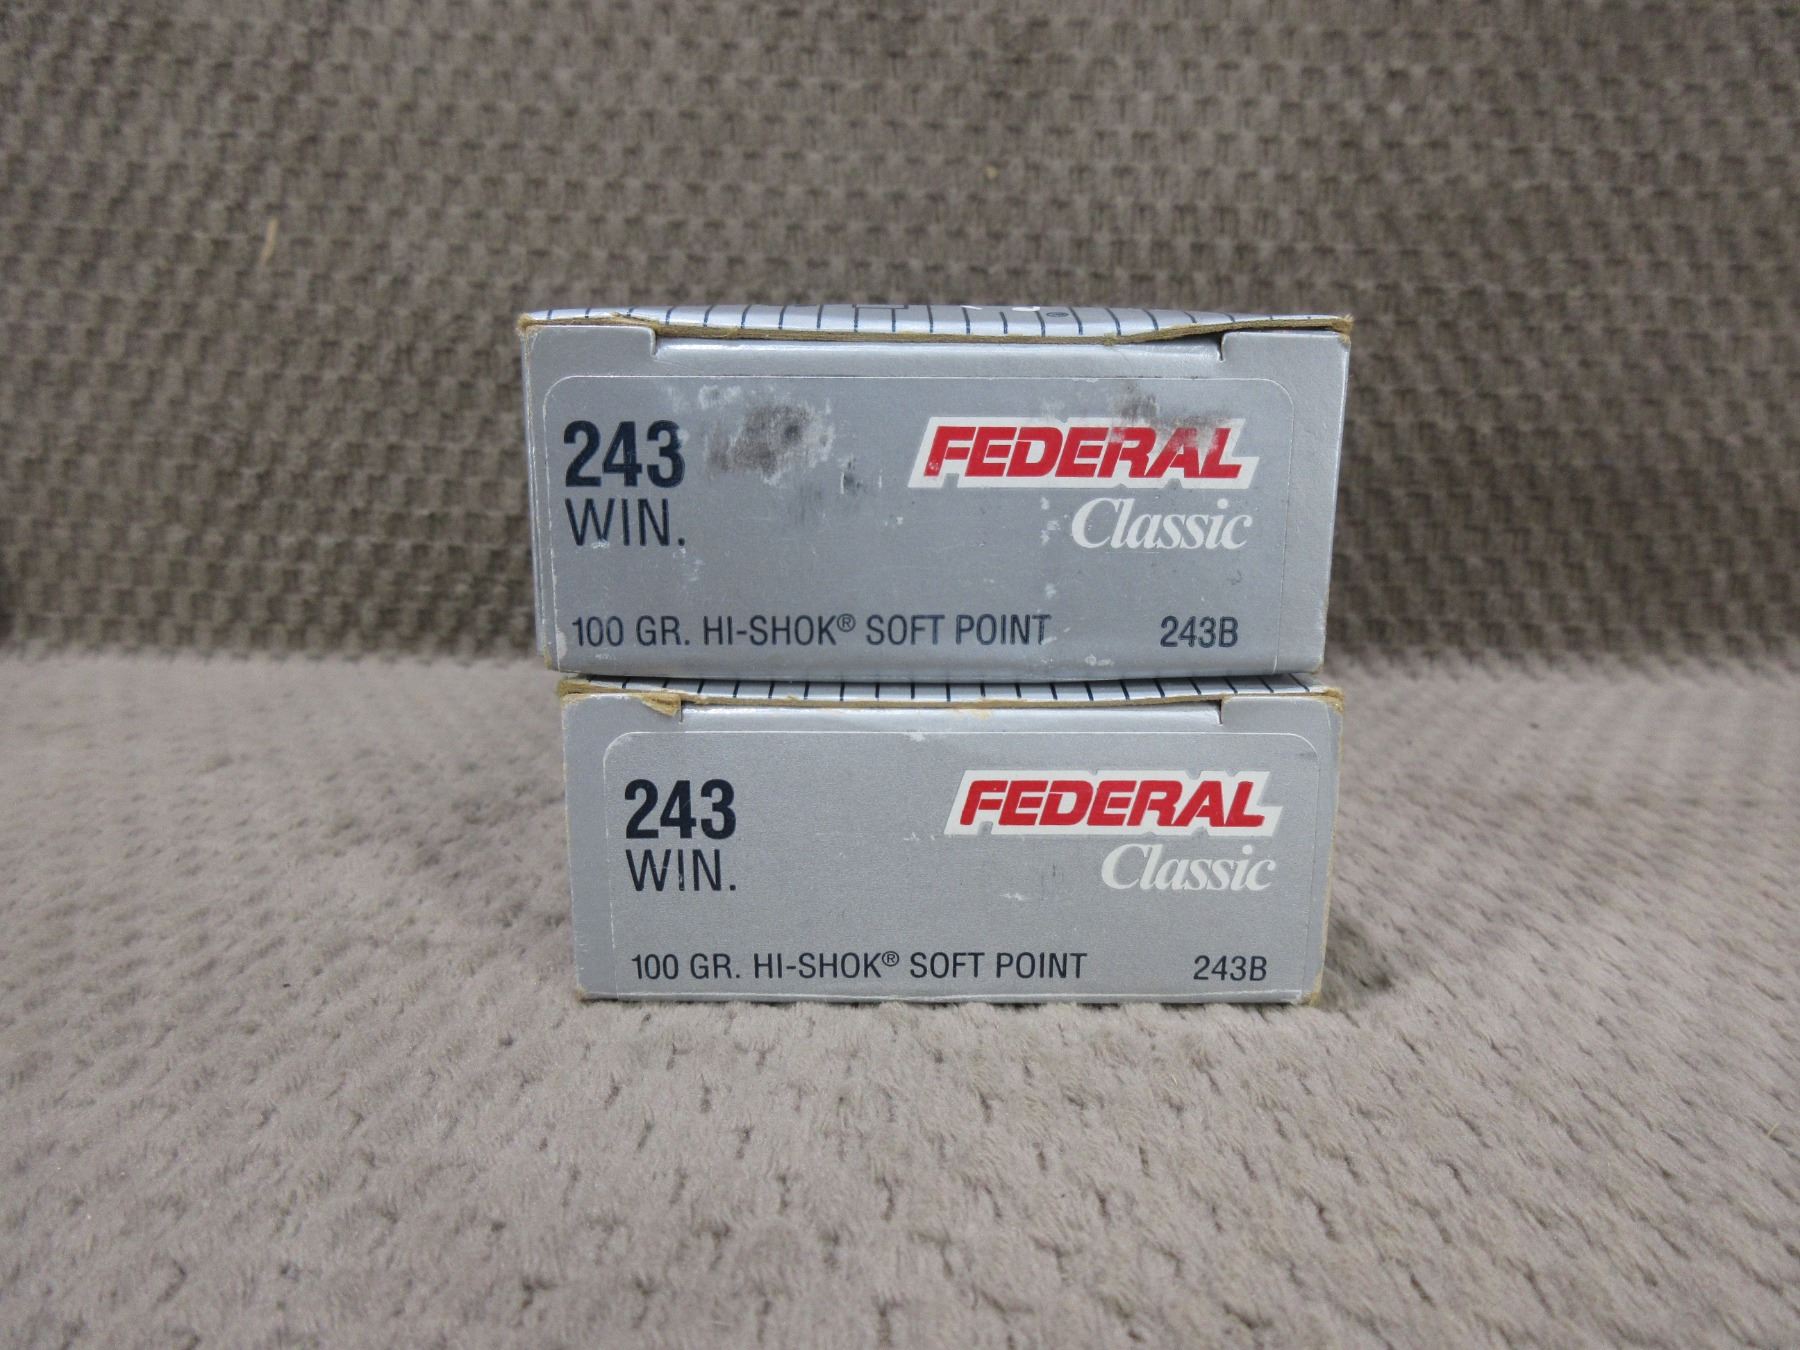 243
WIN.
FEDERAL
Classic
100 GR. HI-SHOK® SOFT POINT 243B
243
WIN.
FEDERAL
Classic
100 GR. HI-SHOK® SOFT POINT 243B